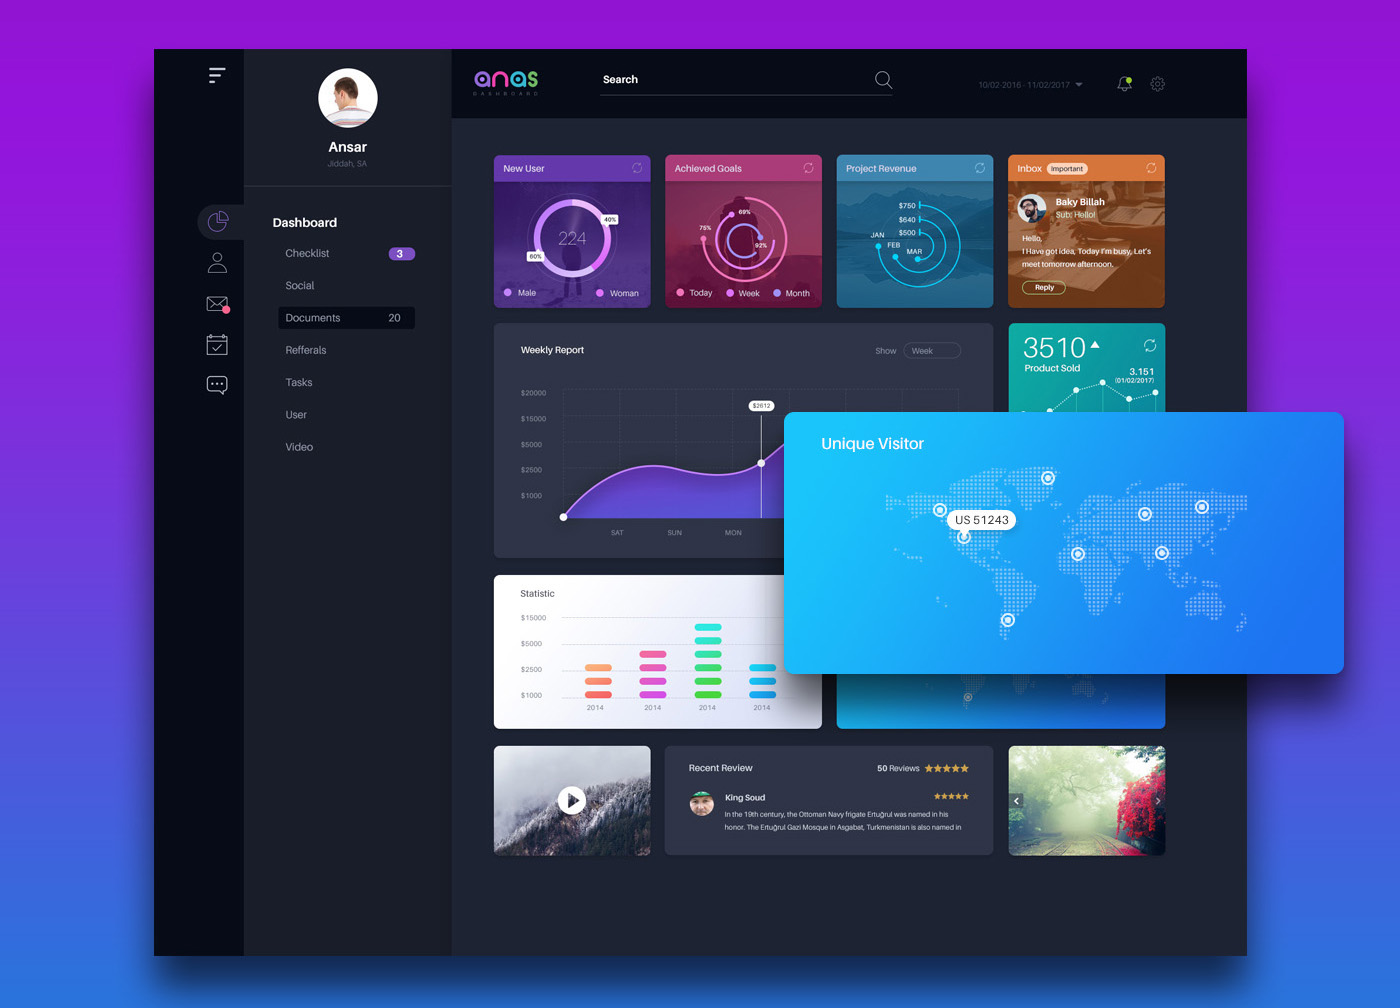 Ansar
Jiddah, SA
Dashboard
Checklist 3
Social
Documents 20
Refferals
Tasks
User
Video
anas
DASHBOARD
Search
10/02-2016 - 11/02/2017
New User
224
40%
60%
Male Woman
Achieved Goals
69%
75%
92%
Today Week Month
Project Revenue
$750
$640
$500
JAN
FEB
MAR
Inbox Important
Baky Billah
Sub: Hello!
Hello,
I Have got idea, Today I'm busy, Let's
meet tomorrow afternoon.
Reply
Weekly Report
Show Week
$20000
$15000
$5000
$2500
$1000
$2612
SAT SUN MON
3510
Product Sold
3.151
(01/02/2017)
Unique Visitor
US 51243
Statistic
$15000
$5000
$2500
$1000
2014 2014 2014 2014
Recent Review
50 Reviews
King Soud
In the 19th century, the Ottoman Navy frigate Ertuğrul was named in his
honor. The Ertuğrul Gazi Mosque in Asgabat, Turkmenistan is also named in